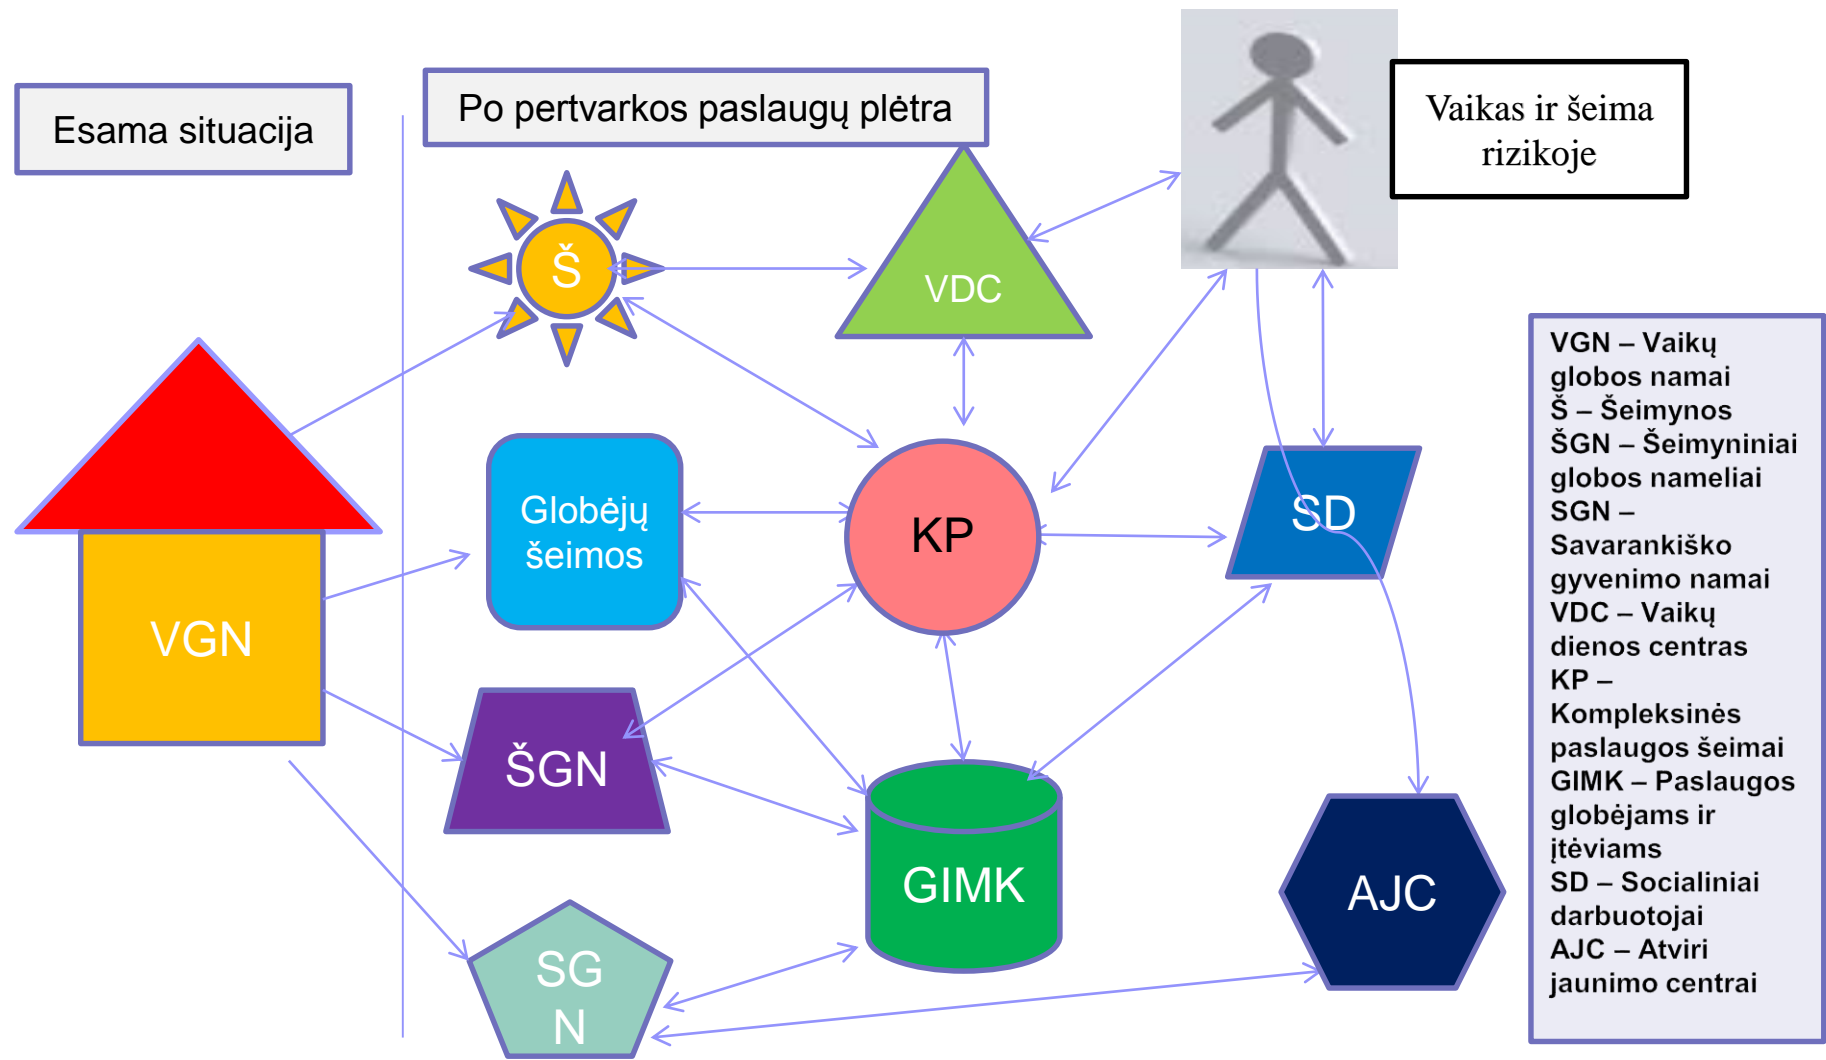 Esama situacija
Po pertvarkos paslaugų plėtra
Vaikas ir šeima
rizikoje
Š
VDC
Globėjų
šeimos
KP
SD
VGN
ŠGN
GIMK
AJC
SG
N
VGN – Vaikų
globos namai
Š – Šeimynos
ŠGN – Šeimyniniai
globos nameliai
SGN –
Savarankiško
gyvenimo namai
VDC – Vaikų
dienos centras
KP –
Kompleksinės
paslaugos šeimai
GIMK – Paslaugos
globėjams ir
įtėviams
SD – Socialiniai
darbuotojai
AJC – Atviri
jaunimo centrai